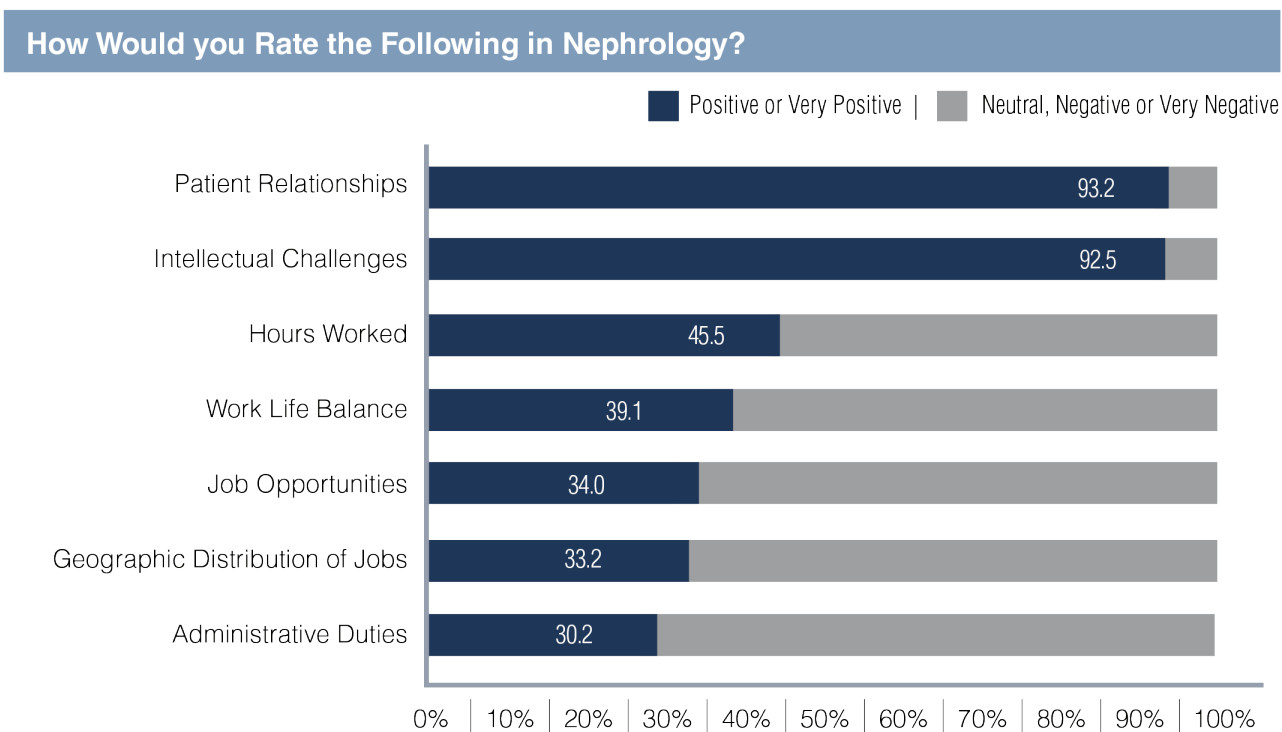 How Would you Rate the Following in Nephrology?
Positive or Very Positive | Neutral, Negative or Very Negative
Patient Relationships 93.2
Intellectual Challenges 92.5
Hours Worked 45.5
Work Life Balance 39.1
Job Opportunities 34.0
Geographic Distribution of Jobs 33.2
Administrative Duties 30.2
0% | 10% | 20% | 30% | 40% | 50% | 60% | 70% | 80% | 90% | 100%